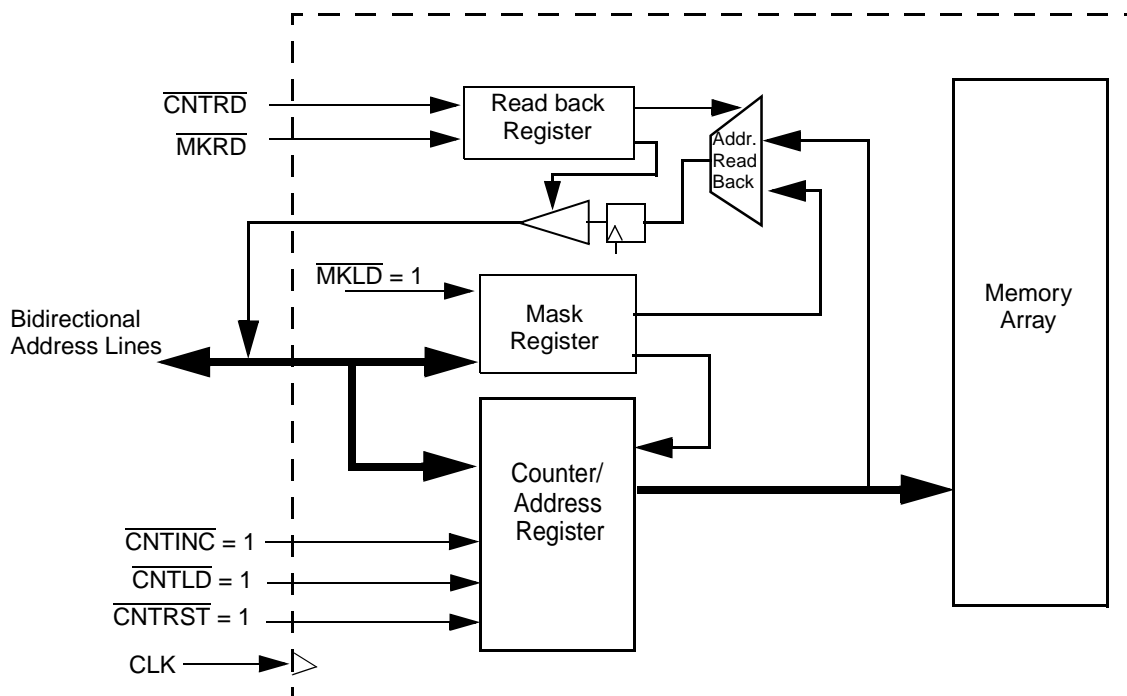 CNTRD
MKRD
Read back
Register
Addr.
Read
Back
MKLD = 1
Mask
Register
Memory
Array
Bidirectional
Address Lines
Counter/
Address
Register
CNTINC = 1
CNTLD = 1
CNTRST = 1
CLK